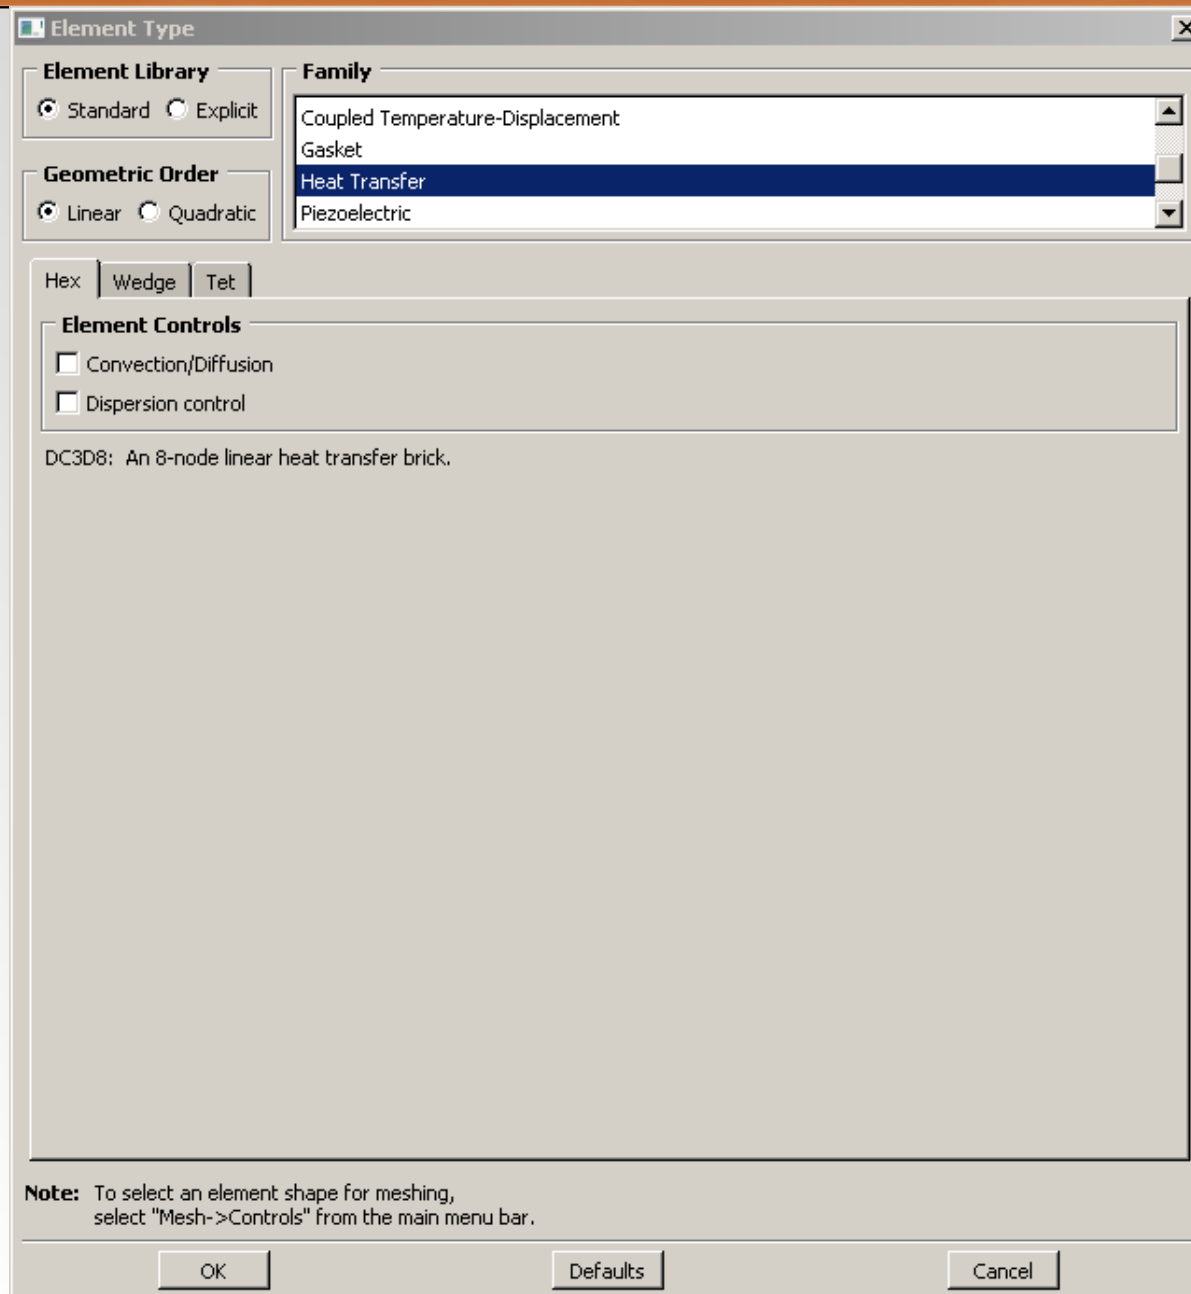 Element Type
Element Library
Standard Explicit
Geometric Order
Linear Quadratic
Family
Coupled Temperature-Displacement
Gasket
Heat Transfer
Piezoelectric
Hex Wedge Tet
Element Controls
Convection/Diffusion
Dispersion control
DC3D8: An 8-node linear heat transfer brick.
Note: To select an element shape for meshing,
select "Mesh->Controls" from the main menu bar.
OK Defaults Cancel